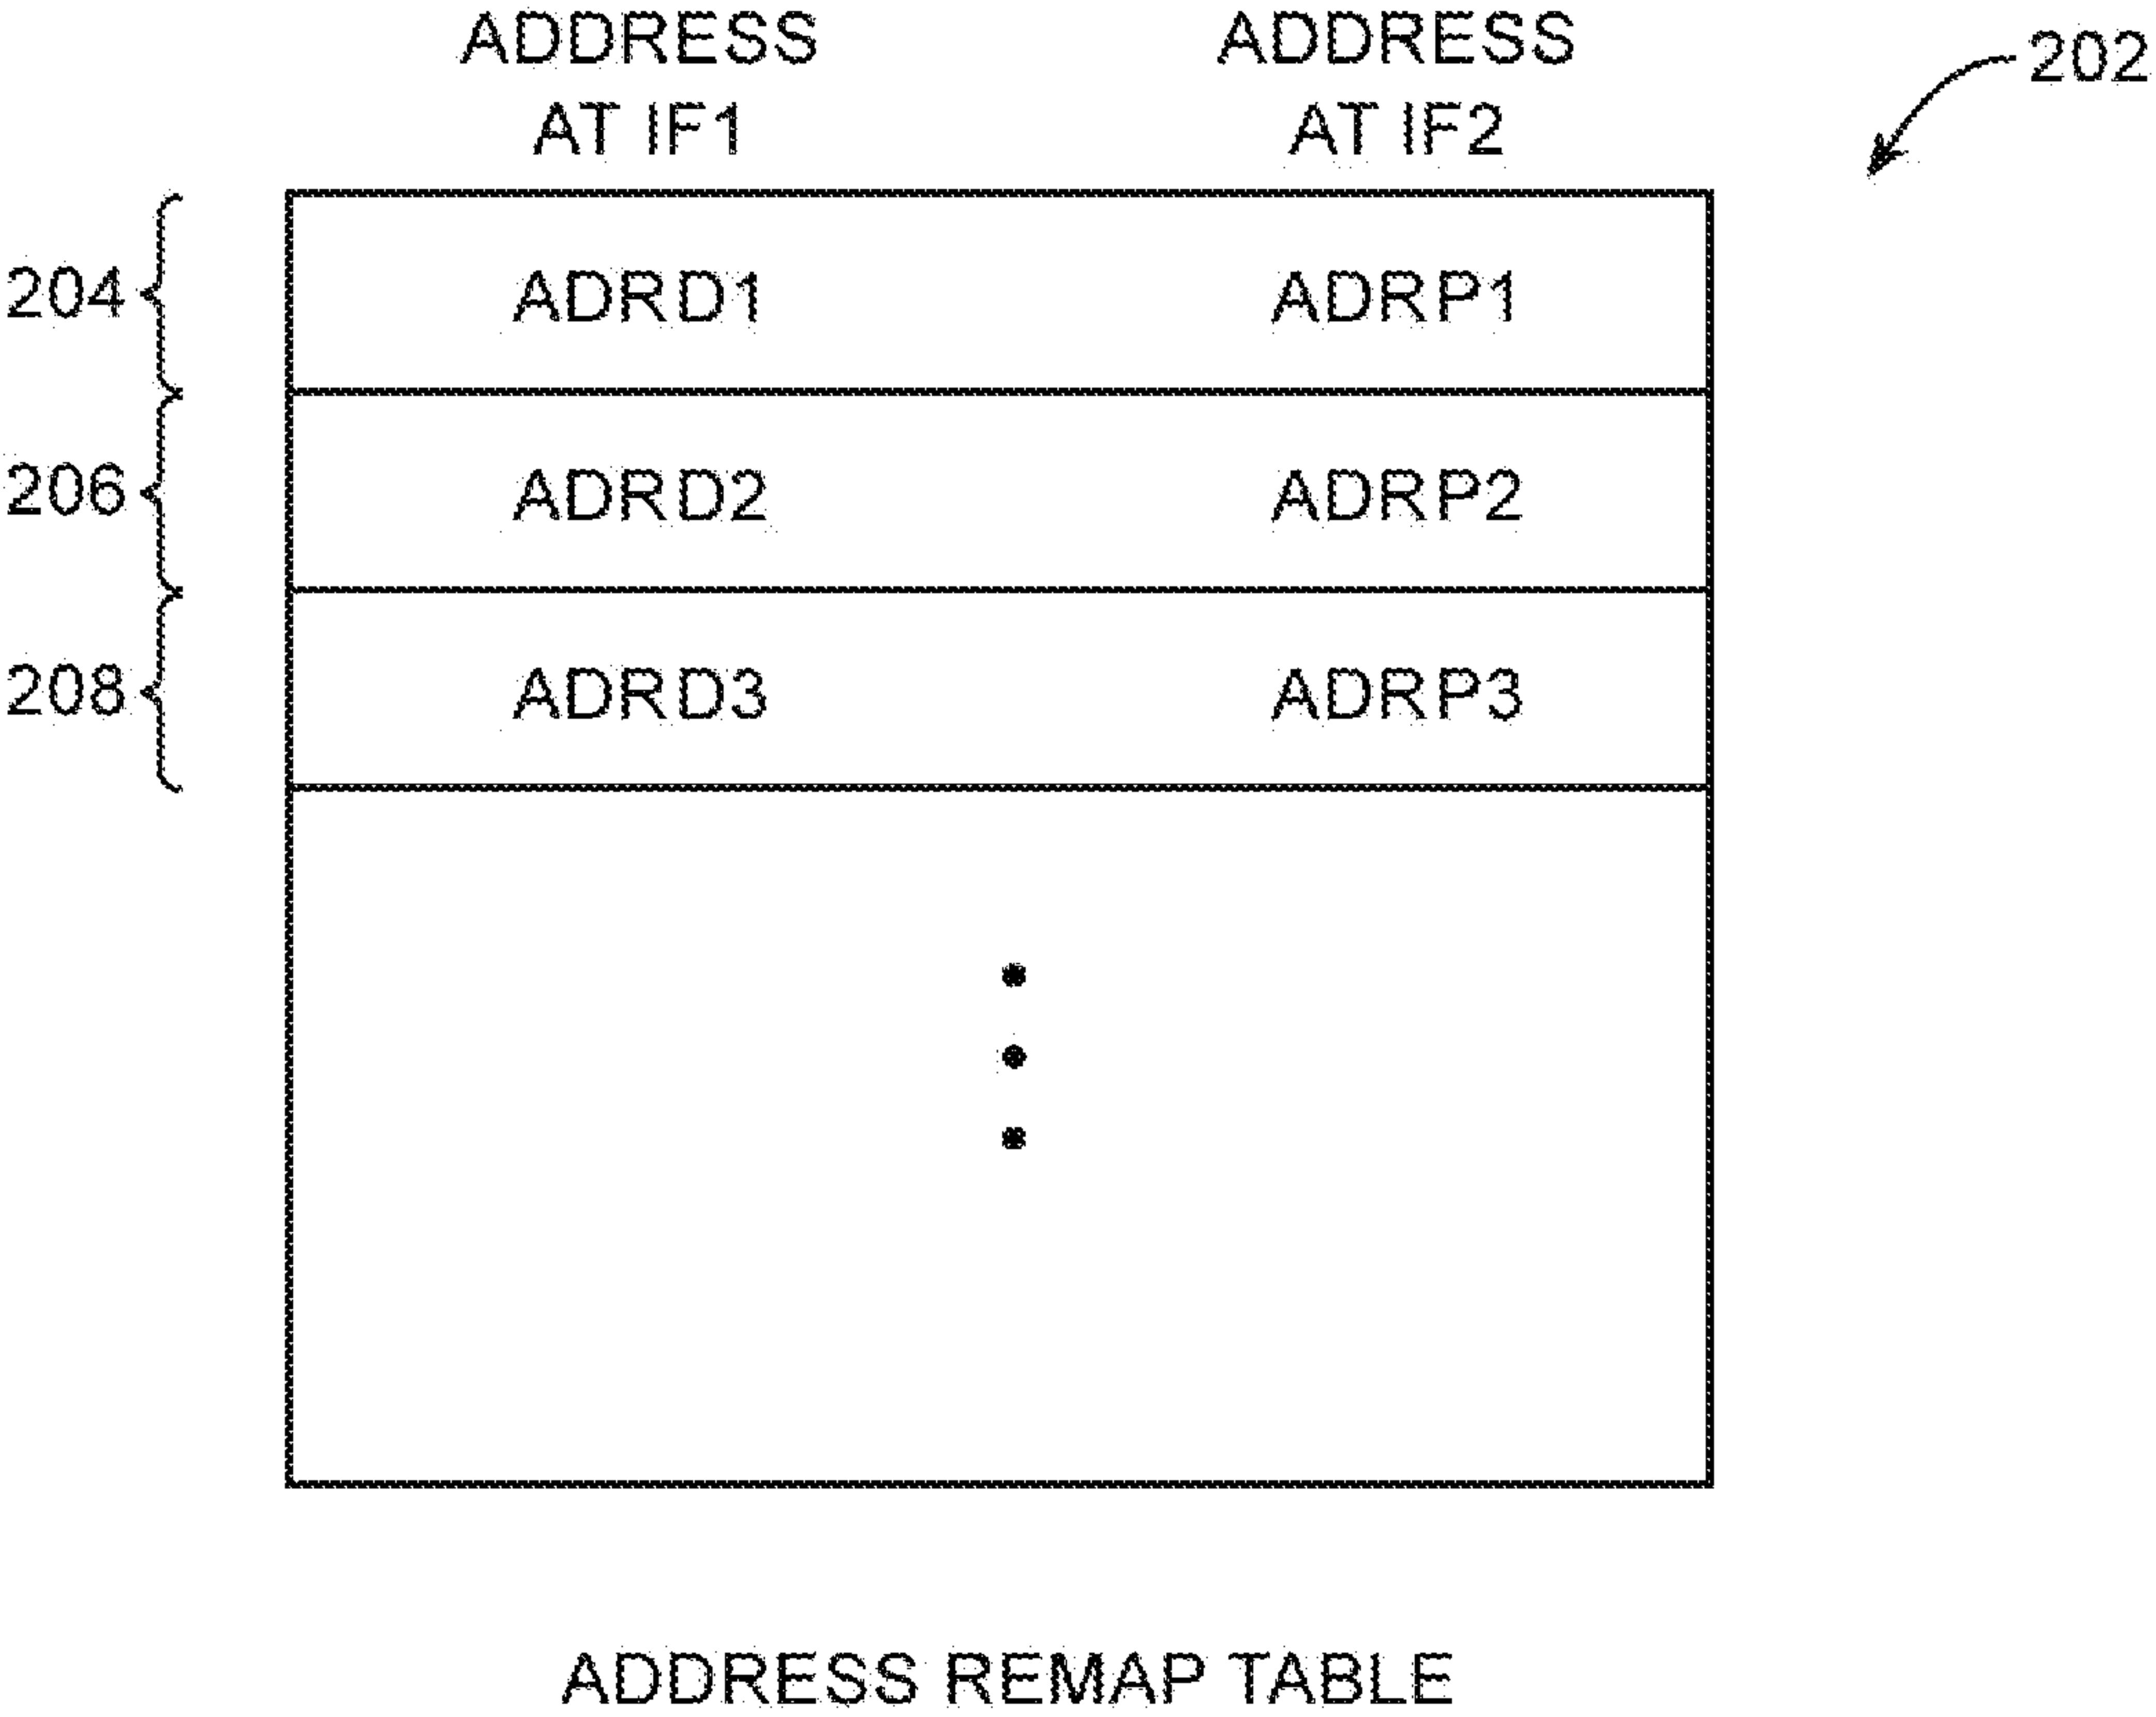 ADDRESS ADDRESS 202
AT IF1 AT IF2
204 ADRD1 ADRP1
206 ADRD2 ADRP2
208 ADRD3 ADRP3
ADDRESS REMAP TABLE